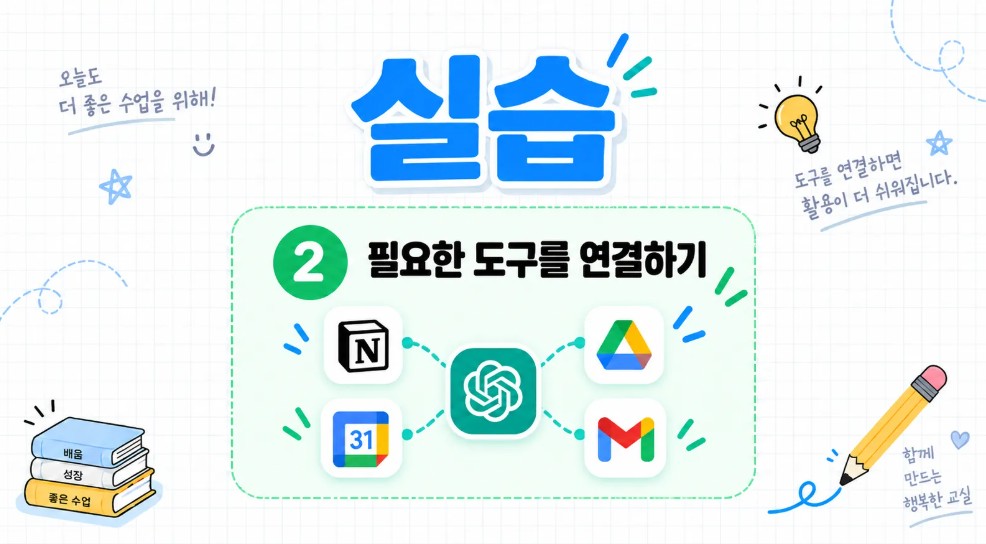 오늘도
더 좋은 수업을 위해!
실습
도구를 연결하면
활용이 더 쉬워집니다.
2 필요한 도구를 연결하기
N
31
배움
성장
좋은 수업
함께
만드는
행복한 교실